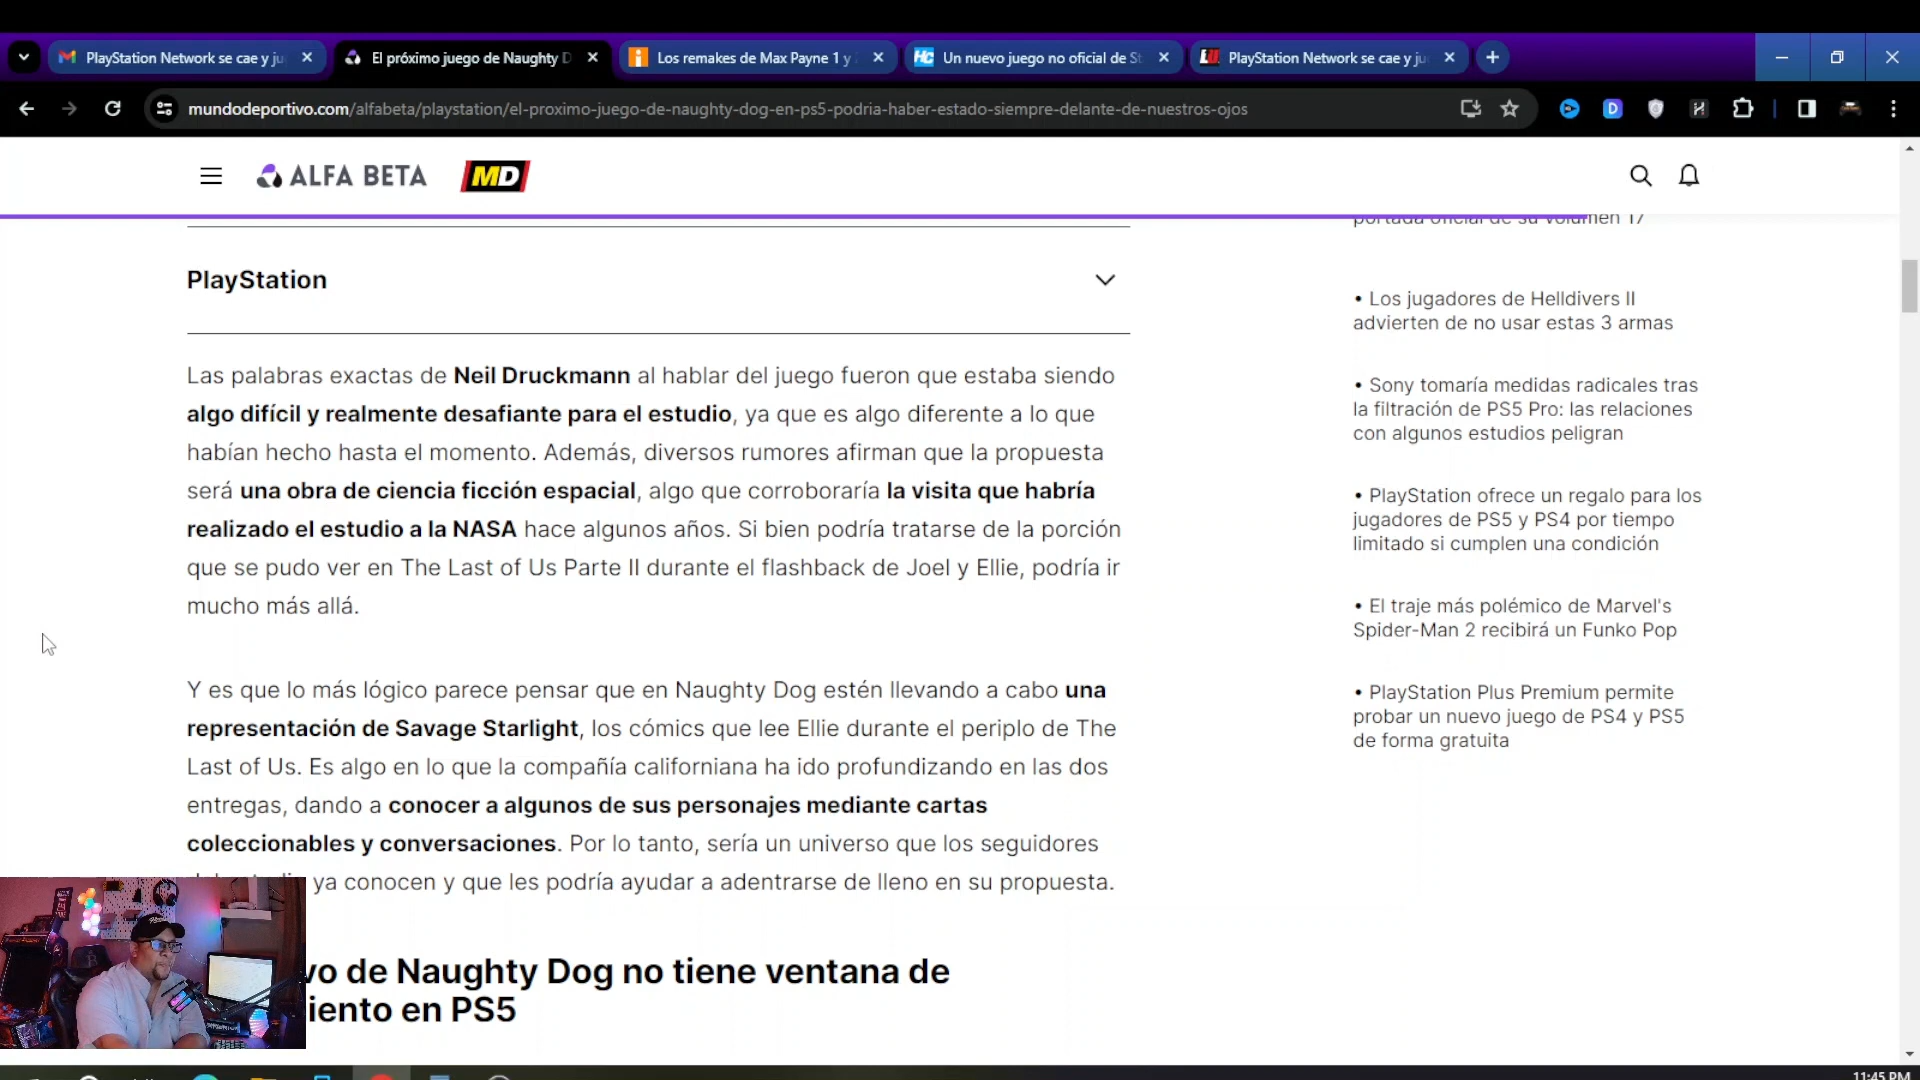 PlayStation Network se cae y ju
El próximo juego de Naughty D
Los remakes de Max Payne 1 y
Un nuevo juego no oficial de St
PlayStation Network se cae y ju
mundodeportivo.com/alfabeta/playstation/el-proximo-juego-de-naughty-dog-en-ps5-podria-haber-estado-siempre-delante-de-nuestros-ojos
ALFA BETA
MD
PlayStation
Las palabras exactas de Neil Druckmann al hablar del juego fueron que estaba siendo
algo difícil y realmente desafiante para el estudio, ya que es algo diferente a lo que
habían hecho hasta el momento. Además, diversos rumores afirman que la propuesta
será una obra de ciencia ficción espacial, algo que corroboraría la visita que habría
realizado el estudio a la NASA hace algunos años. Si bien podría tratarse de la porción
que se pudo ver en The Last of Us Parte II durante el flashback de Joel y Ellie, podría ir
mucho más allá.
Y es que lo más lógico parece pensar que en Naughty Dog estén llevando a cabo una
representación de Savage Starlight, los cómics que lee Ellie durante el periplo de The
Last of Us. Es algo en lo que la compañía californiana ha ido profundizando en las dos
entregas, dando a conocer a algunos de sus personajes mediante cartas
coleccionables y conversaciones. Por lo tanto, sería un universo que los seguidores
ya conocen y que les podría ayudar a adentrarse de lleno en su propuesta.
vo de Naughty Dog no tiene ventana de
iento en PS5
portada oficial de su volumen 17
• Los jugadores de Helldivers II
advierten de no usar estas 3 armas
• Sony tomaría medidas radicales tras
la filtración de PS5 Pro: las relaciones
con algunos estudios peligran
• PlayStation ofrece un regalo para los
jugadores de PS5 y PS4 por tiempo
limitado si cumplen una condición
• El traje más polémico de Marvel's
Spider-Man 2 recibirá un Funko Pop
• PlayStation Plus Premium permite
probar un nuevo juego de PS4 y PS5
de forma gratuita
11:45 PM